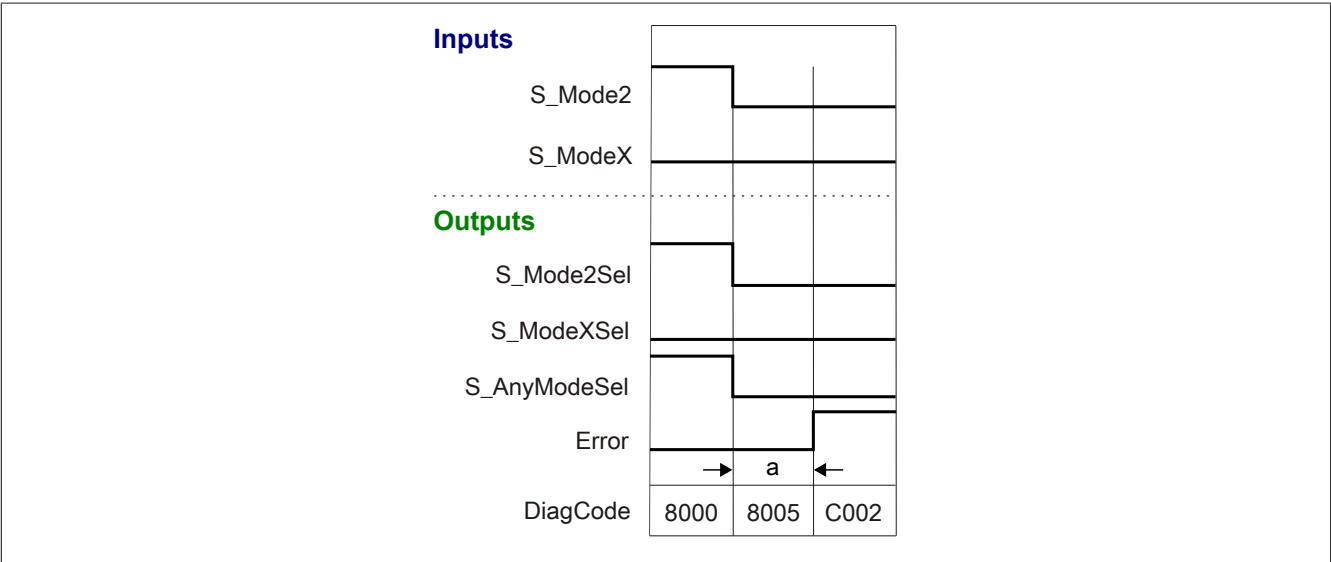 Inputs
S_Mode2
S_ModeX
Outputs
S_Mode2Sel
S_ModeXSel
S_AnyModeSel
Error
a
DiagCode 8000 8005 C002